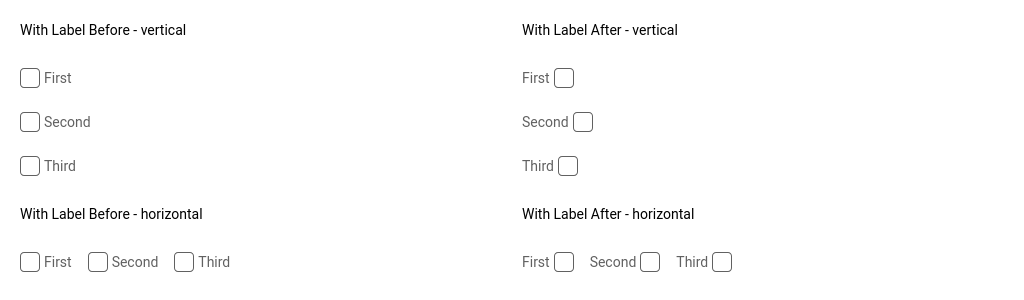 With Label Before - vertical
First
Second
Third
With Label After - vertical
First
Second
Third
With Label Before - horizontal
First Second Third
With Label After - horizontal
First Second Third